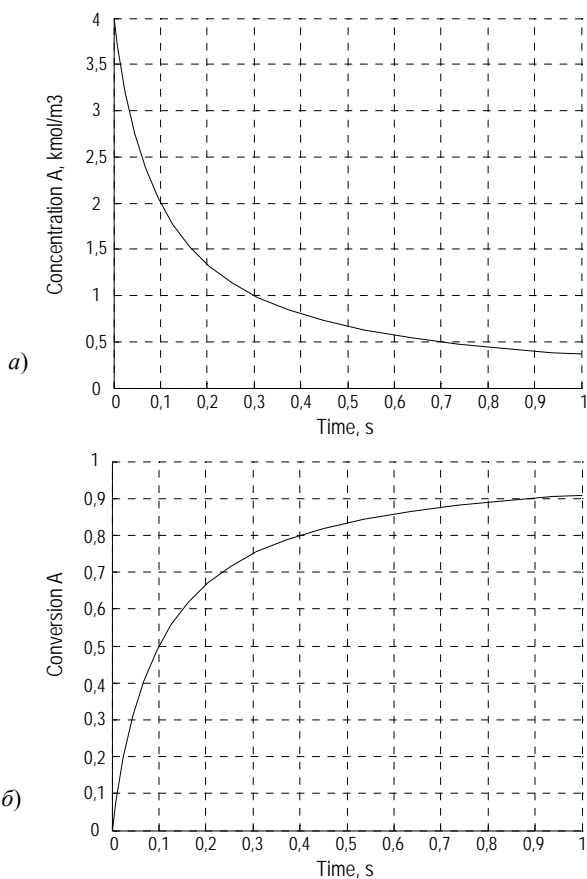 4
3,5
3
2,5
2
1,5
1
0,5
0
Concentration A, kmol/m3
а)
0 0,1 0,2 0,3 0,4 0,5 0,6 0,7 0,8 0,9 1
Time, s
1
0,9
0,8
0,7
0,6
0,5
0,4
0,3
0,2
0,1
0
Conversion A
б)
0 0,1 0,2 0,3 0,4 0,5 0,6 0,7 0,8 0,9 1
Time, s